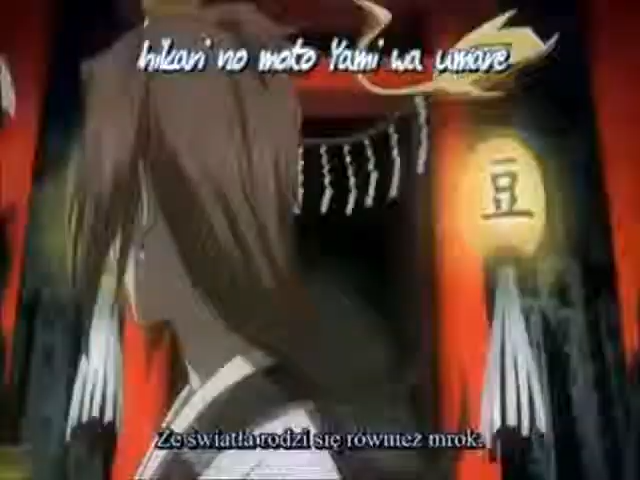 hikari no moto Yami wa umare
豆
Ze światła rodzi się również mrok.